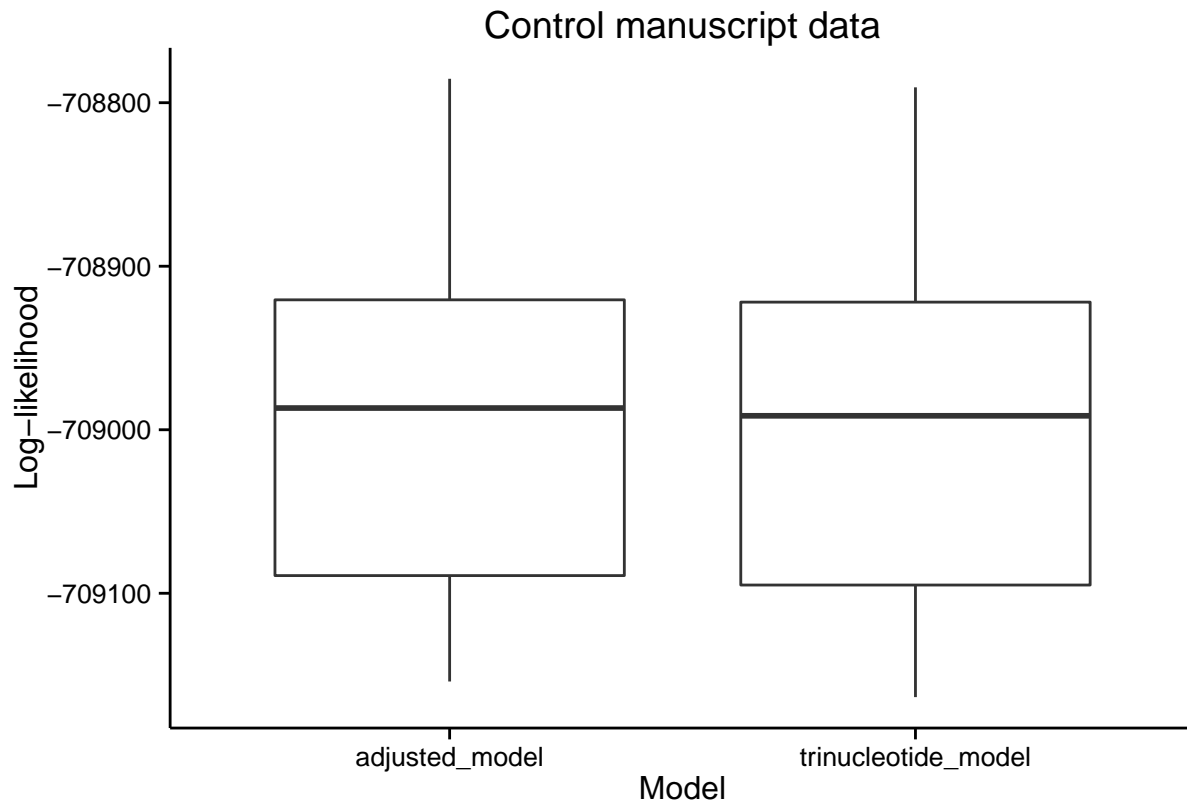 Control manuscript data
−708800
−708900
−709000
−709100
Log−likelihood
adjusted_model
trinucleotide_model
Model